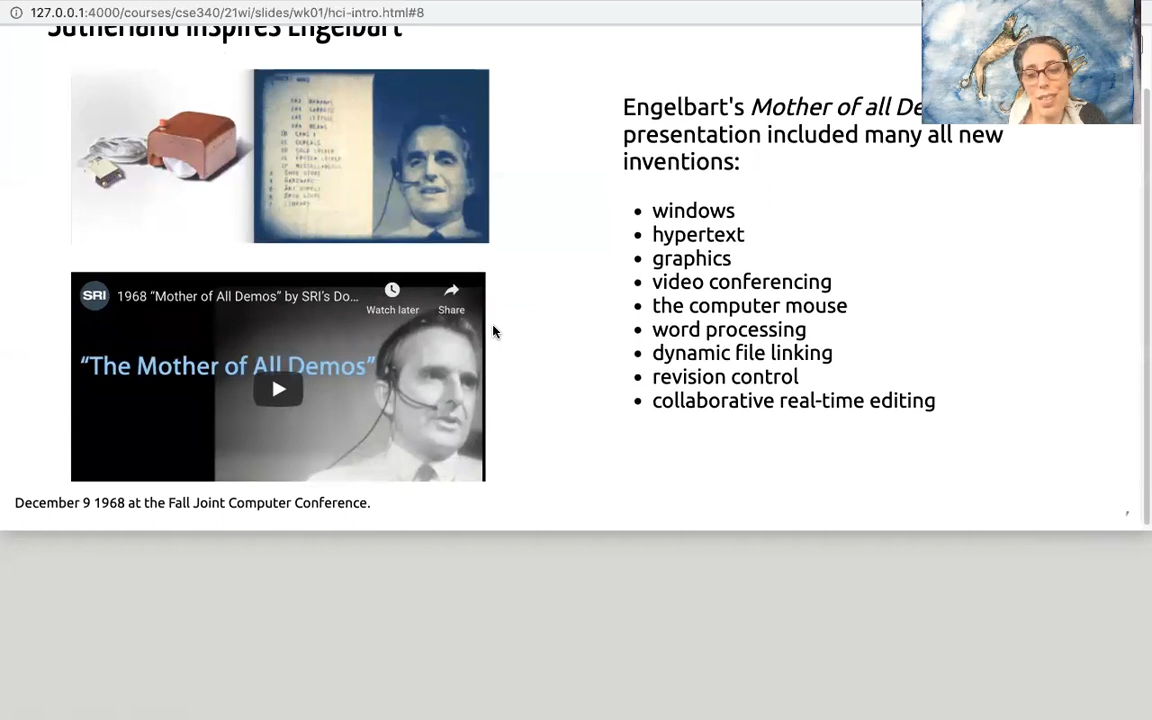 127.0.0.1:4000/courses/cse340/21wi/slides/wk01/hci-intro.html#8
Sutherland Inspires Engelbart
Engelbart's Mother of all De
presentation included many all new
inventions:
• windows
• hypertext
• graphics
• video conferencing
• the computer mouse
• word processing
• dynamic file linking
• revision control
• collaborative real-time editing
SRI
1968 “Mother of All Demos” by SRI’s Do...
Watch later
Share
“The Mother of All Demos”
December 9 1968 at the Fall Joint Computer Conference.